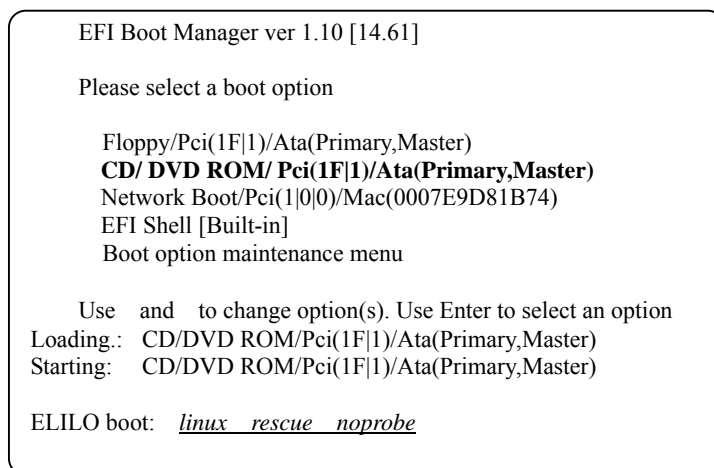 EFI Boot Manager ver 1.10 [14.61]
Please select a boot option
Floppy/Pci(1F|1)/Ata(Primary,Master)
CD/ DVD ROM/ Pci(1F|1)/Ata(Primary,Master)
Network Boot/Pci(1|0|0)/Mac(0007E9D81B74)
EFI Shell [Built-in]
Boot option maintenance menu
Use and to change option(s). Use Enter to select an option
Loading.: CD/DVD ROM/Pci(1F|1)/Ata(Primary,Master)
Starting: CD/DVD ROM/Pci(1F|1)/Ata(Primary,Master)
ELILO boot: linux rescue noprobe